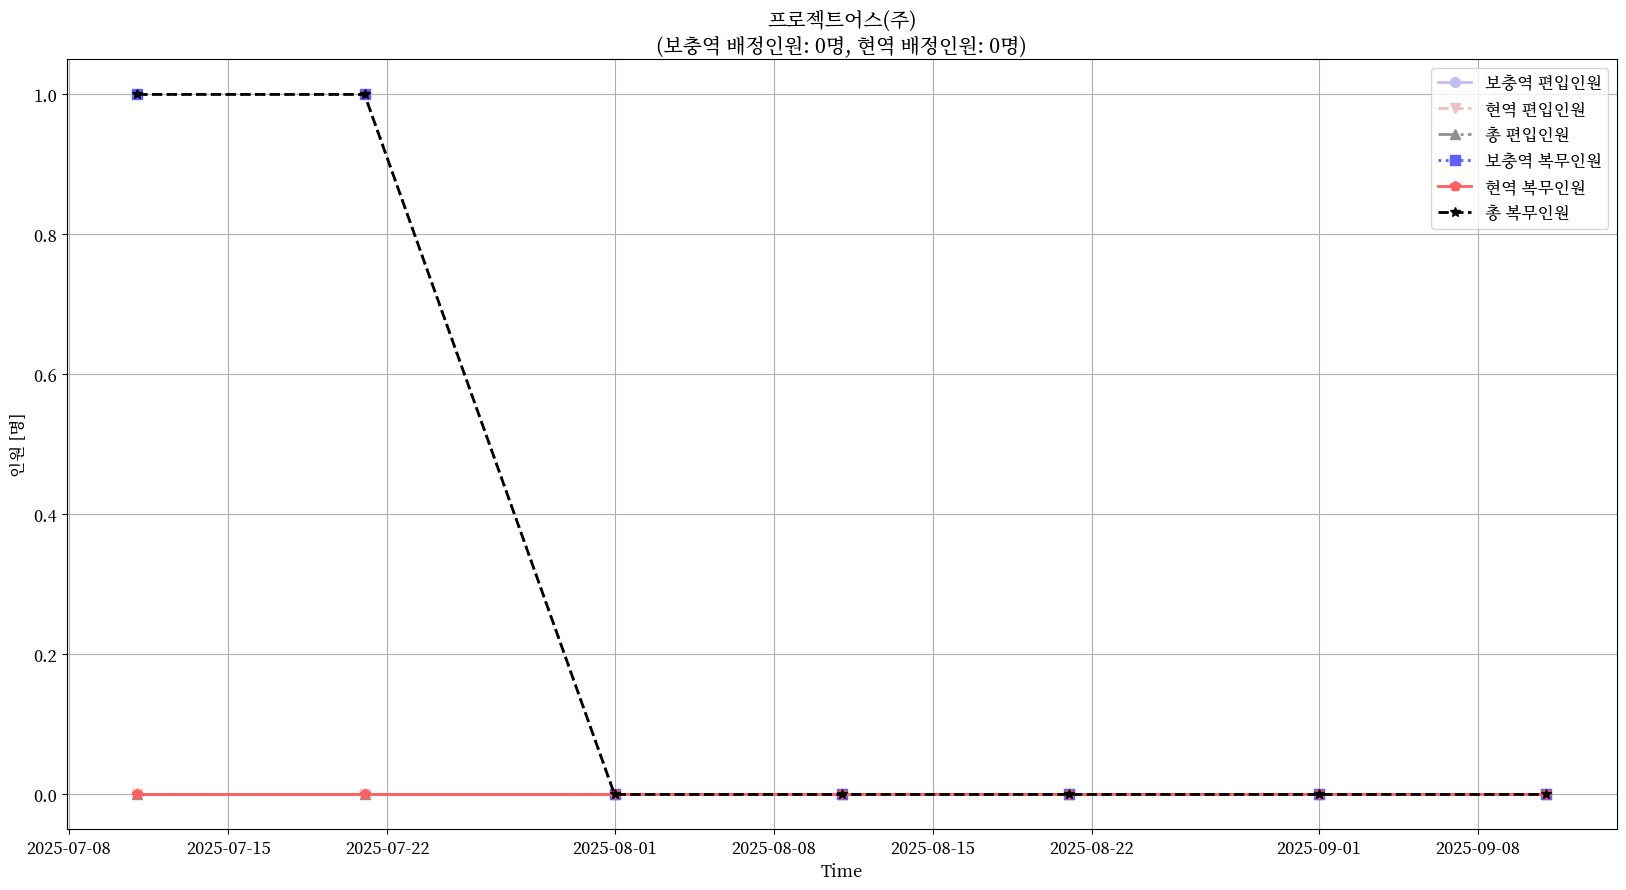 프로젝트어스(주)
(보충역 배정인원: 0명, 현역 배정인원: 0명)
보충역 편입인원
현역 편입인원
총 편입인원
보충역 복무인원
현역 복무인원
총 복무인원
인원 [명]
1.0
0.8
0.6
0.4
0.2
0.0
2025-07-08 2025-07-15 2025-07-22 2025-08-01 2025-08-08 2025-08-15 2025-08-22 2025-09-01 2025-09-08
Time